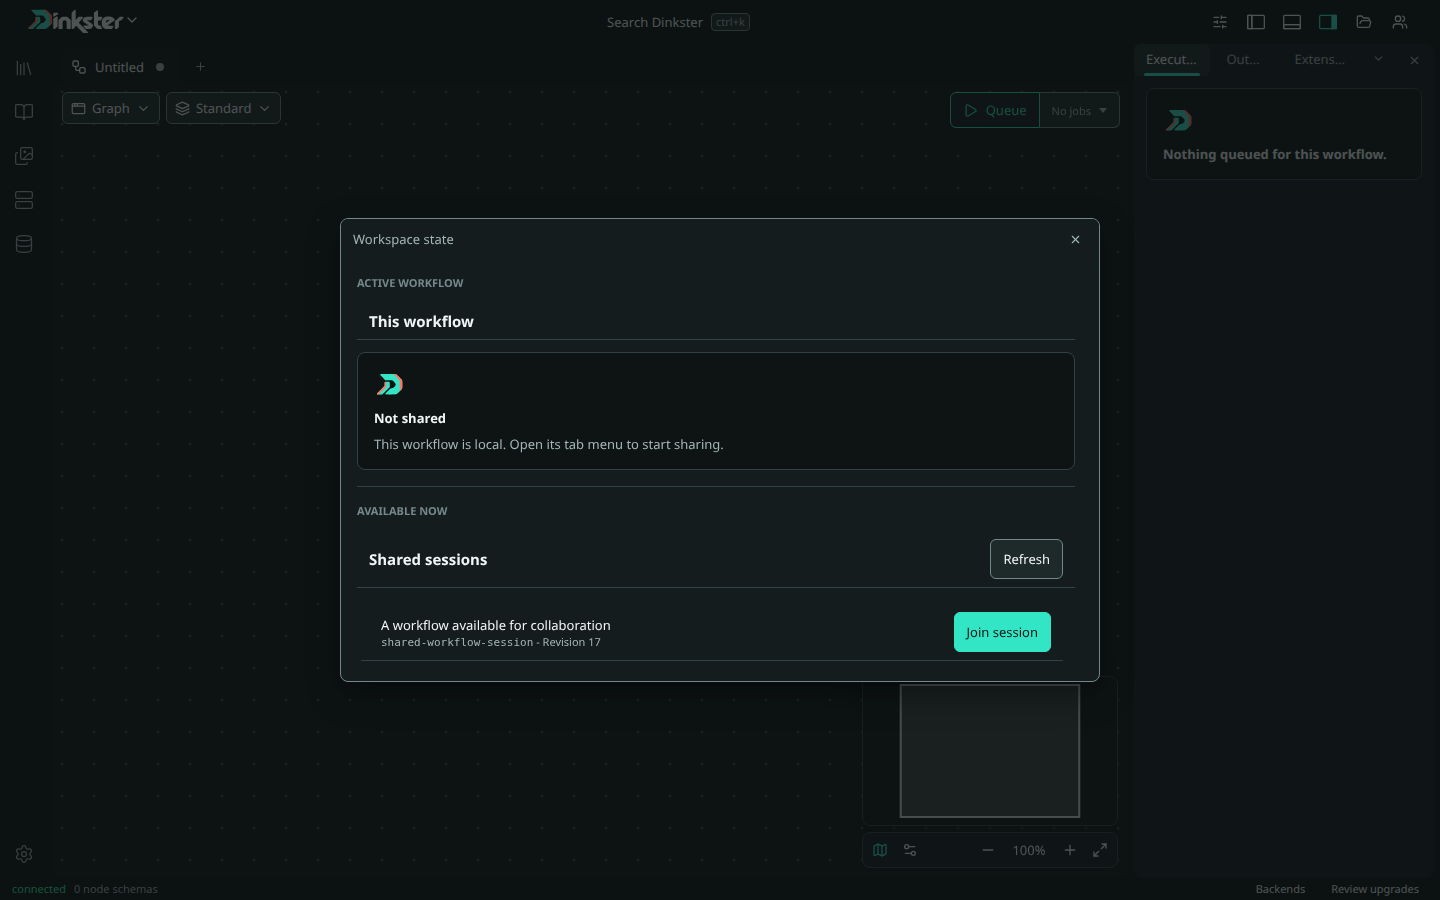 Dinkster
Search Dinkster ctrl+k
Untitled
Execut...
Out...
Extens...
Graph
Standard
Queue
No jobs
Nothing queued for this workflow.
Workspace state
ACTIVE WORKFLOW
This workflow
Not shared
This workflow is local. Open its tab menu to start sharing.
AVAILABLE NOW
Shared sessions
Refresh
A workflow available for collaboration
shared-workflow-session - Revision 17
Join session
100%
connected 0 node schemas
Backends
Review upgrades